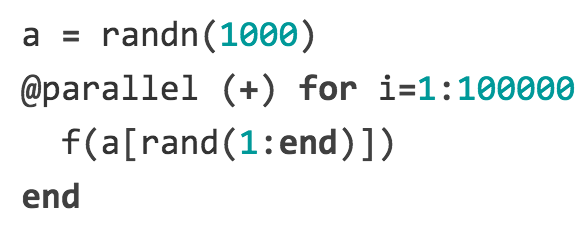 a = randn(1000)
@parallel (+) for i=1:100000
  f(a[rand(1:end)])
end